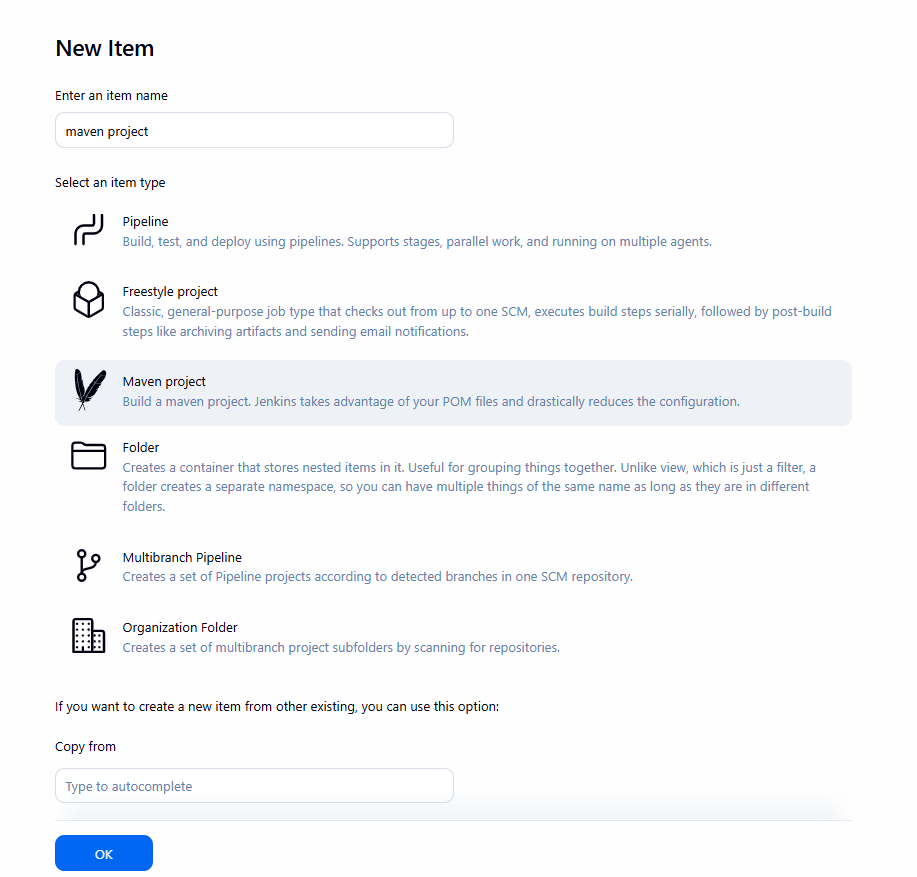 New Item
Enter an item name
maven project
Select an item type
Pipeline
Build, test, and deploy using pipelines. Supports stages, parallel work, and running on multiple agents.
Freestyle project
Classic, general-purpose job type that checks out from up to one SCM, executes build steps serially, followed by post-build
steps like archiving artifacts and sending email notifications.
Maven project
Build a maven project. Jenkins takes advantage of your POM files and drastically reduces the configuration.
Folder
Creates a container that stores nested items in it. Useful for grouping things together. Unlike view, which is just a filter, a
folder creates a separate namespace, so you can have multiple things of the same name as long as they are in different
folders.
Multibranch Pipeline
Creates a set of Pipeline projects according to detected branches in one SCM repository.
Organization Folder
Creates a set of multibranch project subfolders by scanning for repositories.
If you want to create a new item from other existing, you can use this option:
Copy from
Type to autocomplete
OK